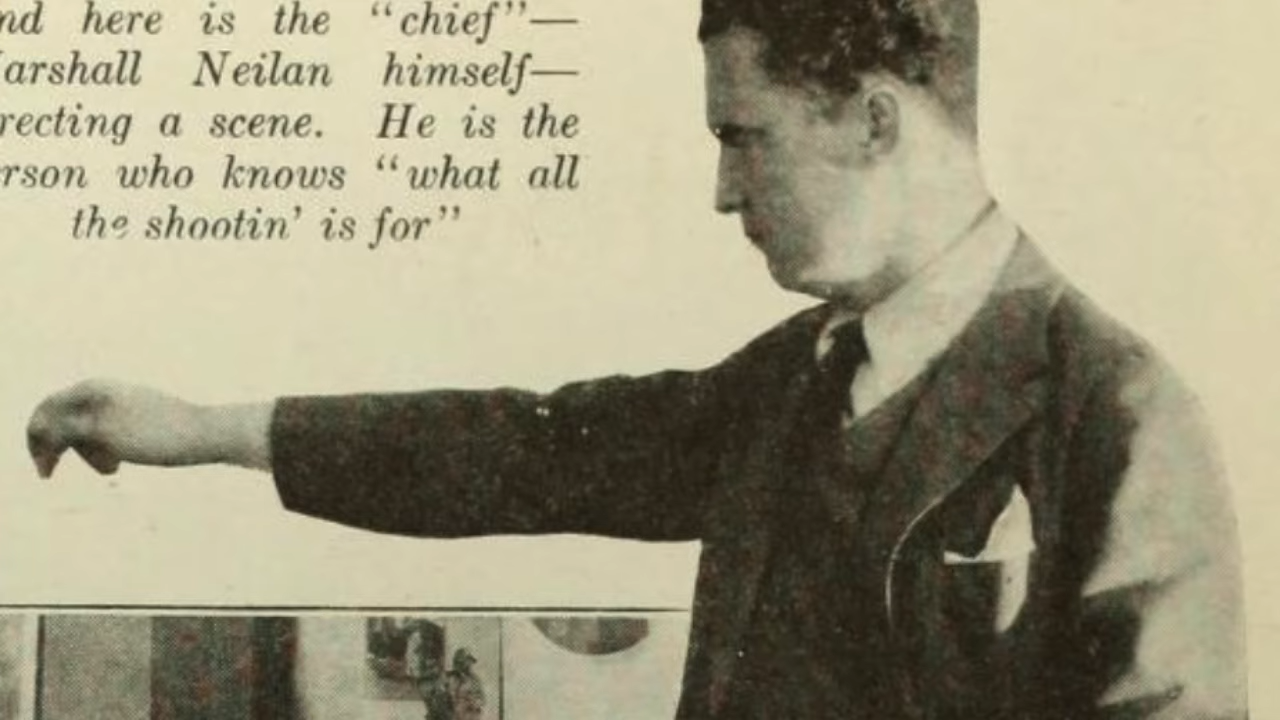 nd here is the “chief”—
arshall Neilan himself—
recting a scene. He is the
rson who knows “what all
the shootin’ is for”